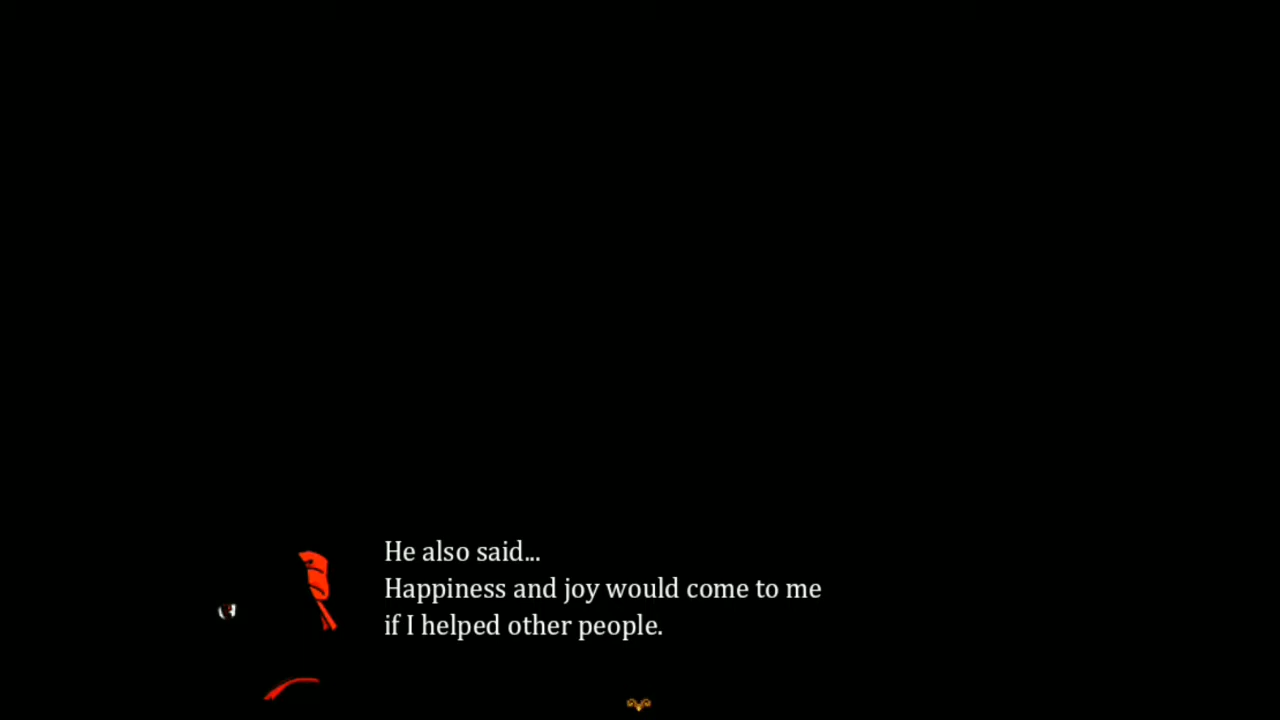 He also said...
Happiness and joy would come to me
if I helped other people.